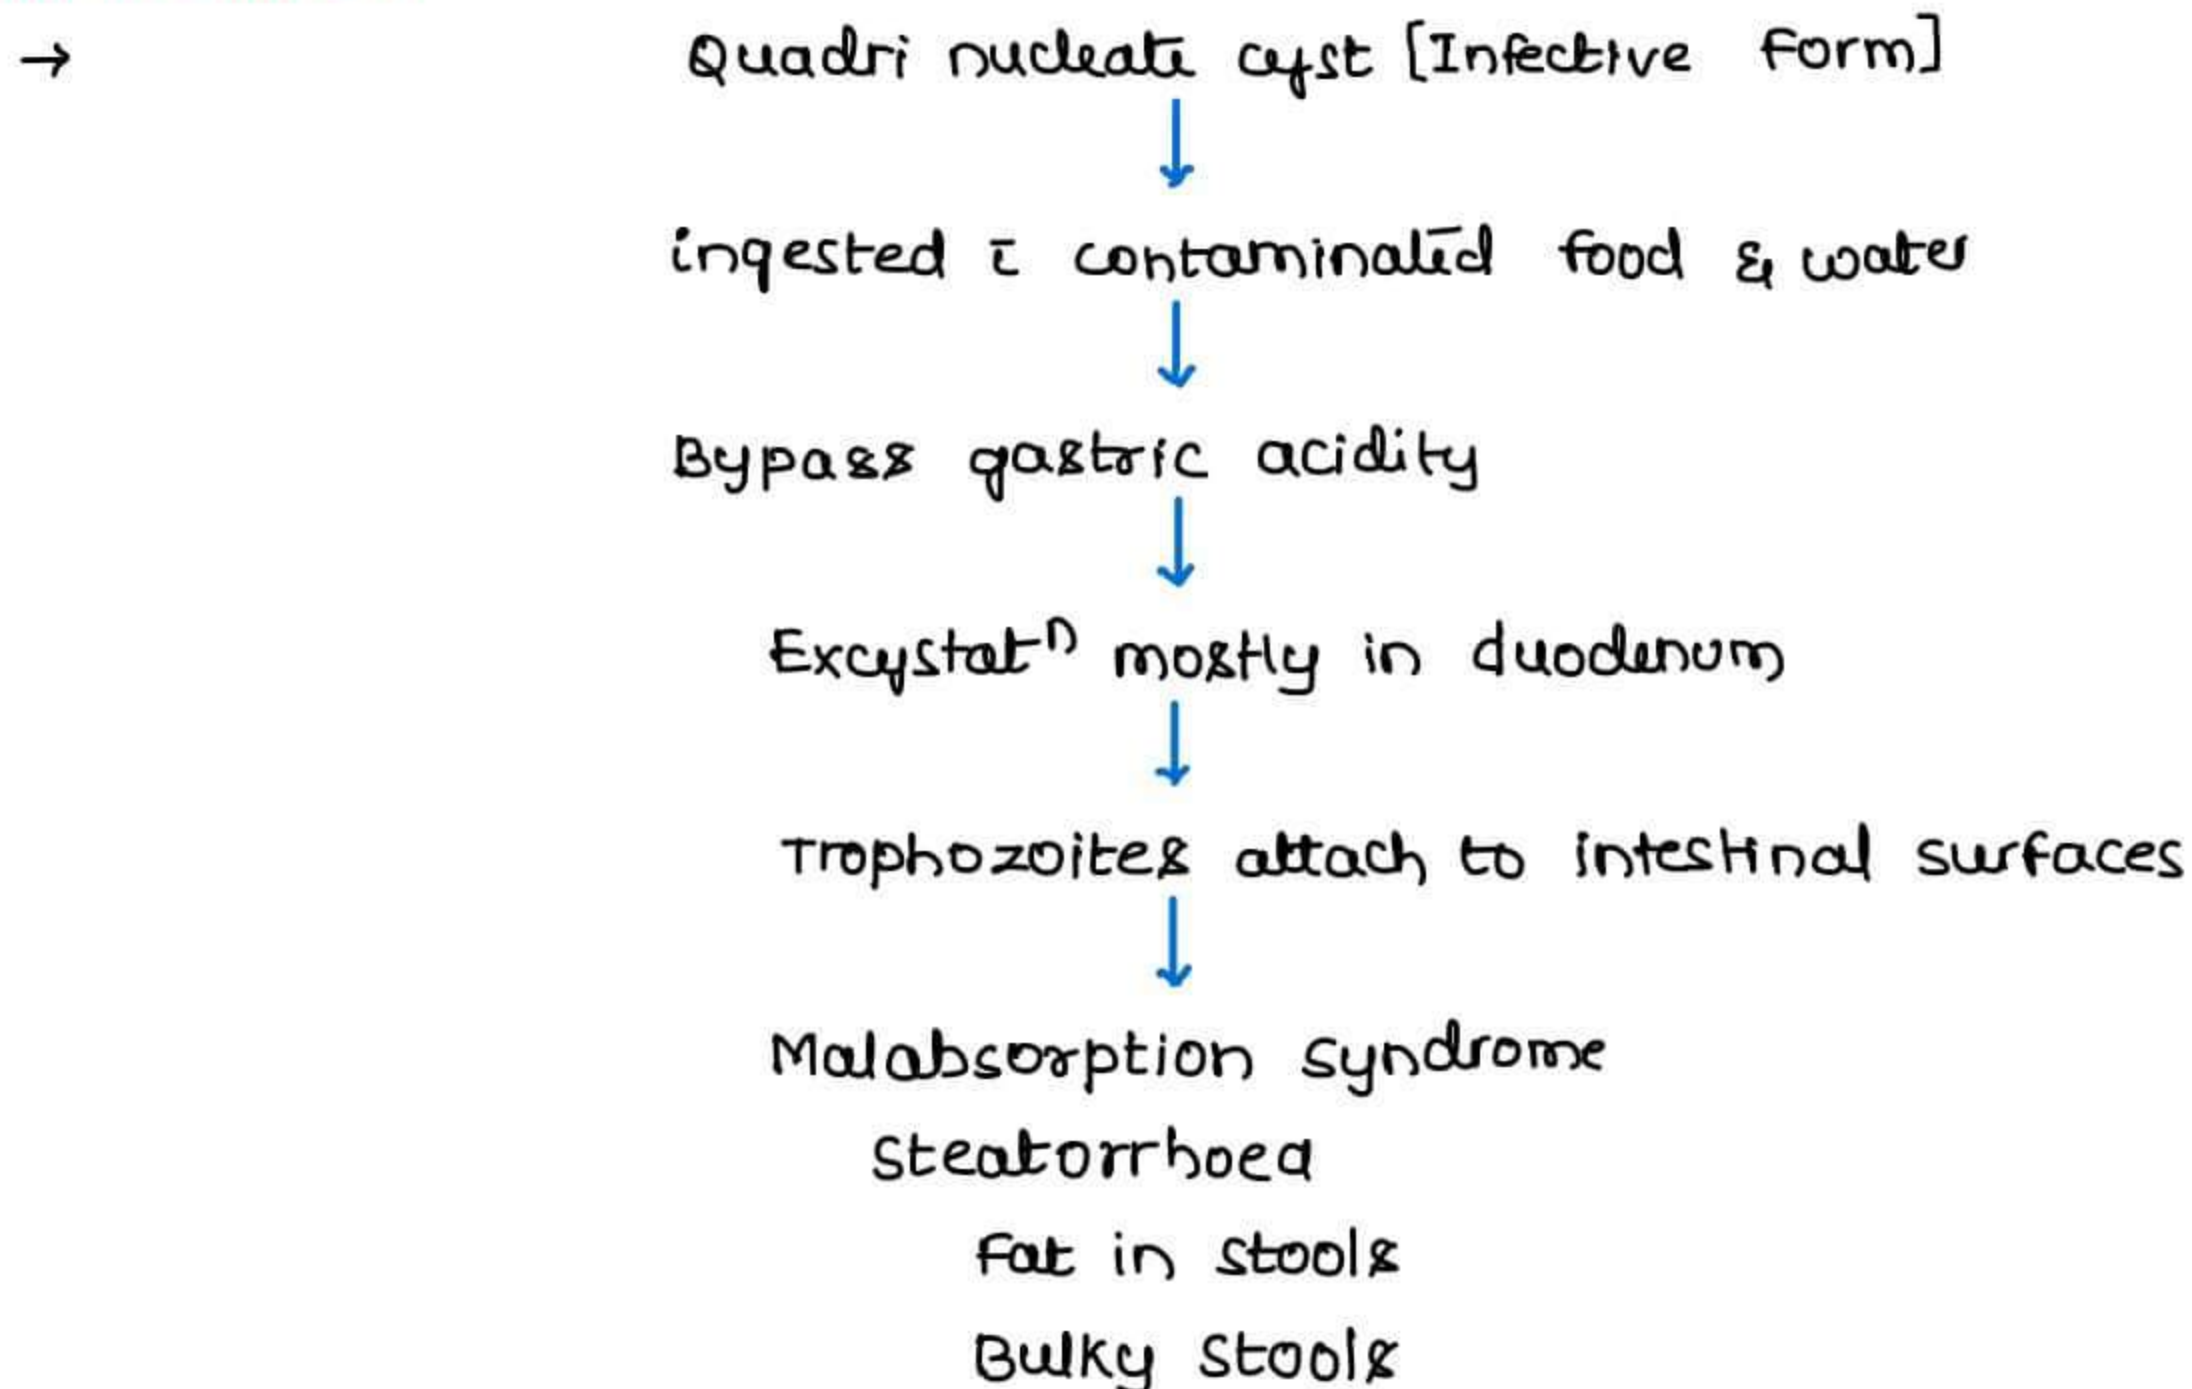 → Quadri nucleate cyst [Infective Form]
↓
ingested c̄ contaminated food & water
↓
Bypass gastric acidity
↓
Excystatⁿ mostly in duodenum
↓
Trophozoites attach to intestinal surfaces
↓
Malabsorption syndrome
Steatorrhoea
Fat in stools
Bulky stools